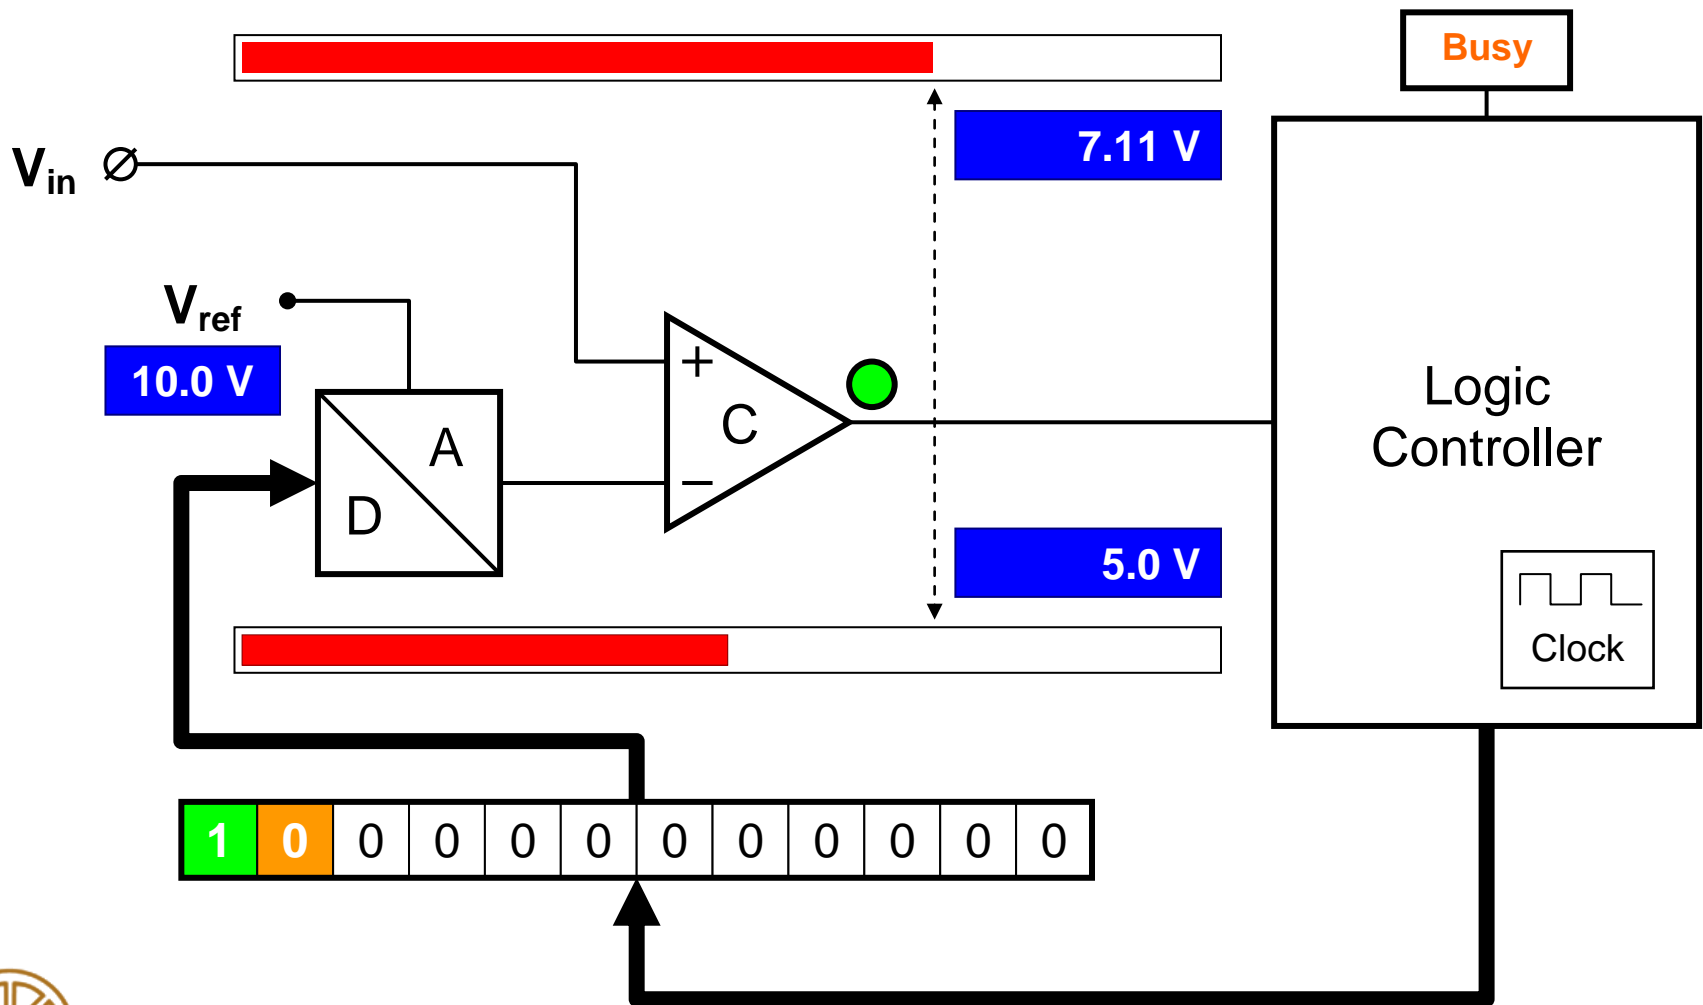 Busy
7.11 V
Vin
Vref
10.0 V
+
C
A
D
−
Logic
Controller
5.0 V
Clock
1 0 0 0 0 0 0 0 0 0 0 0